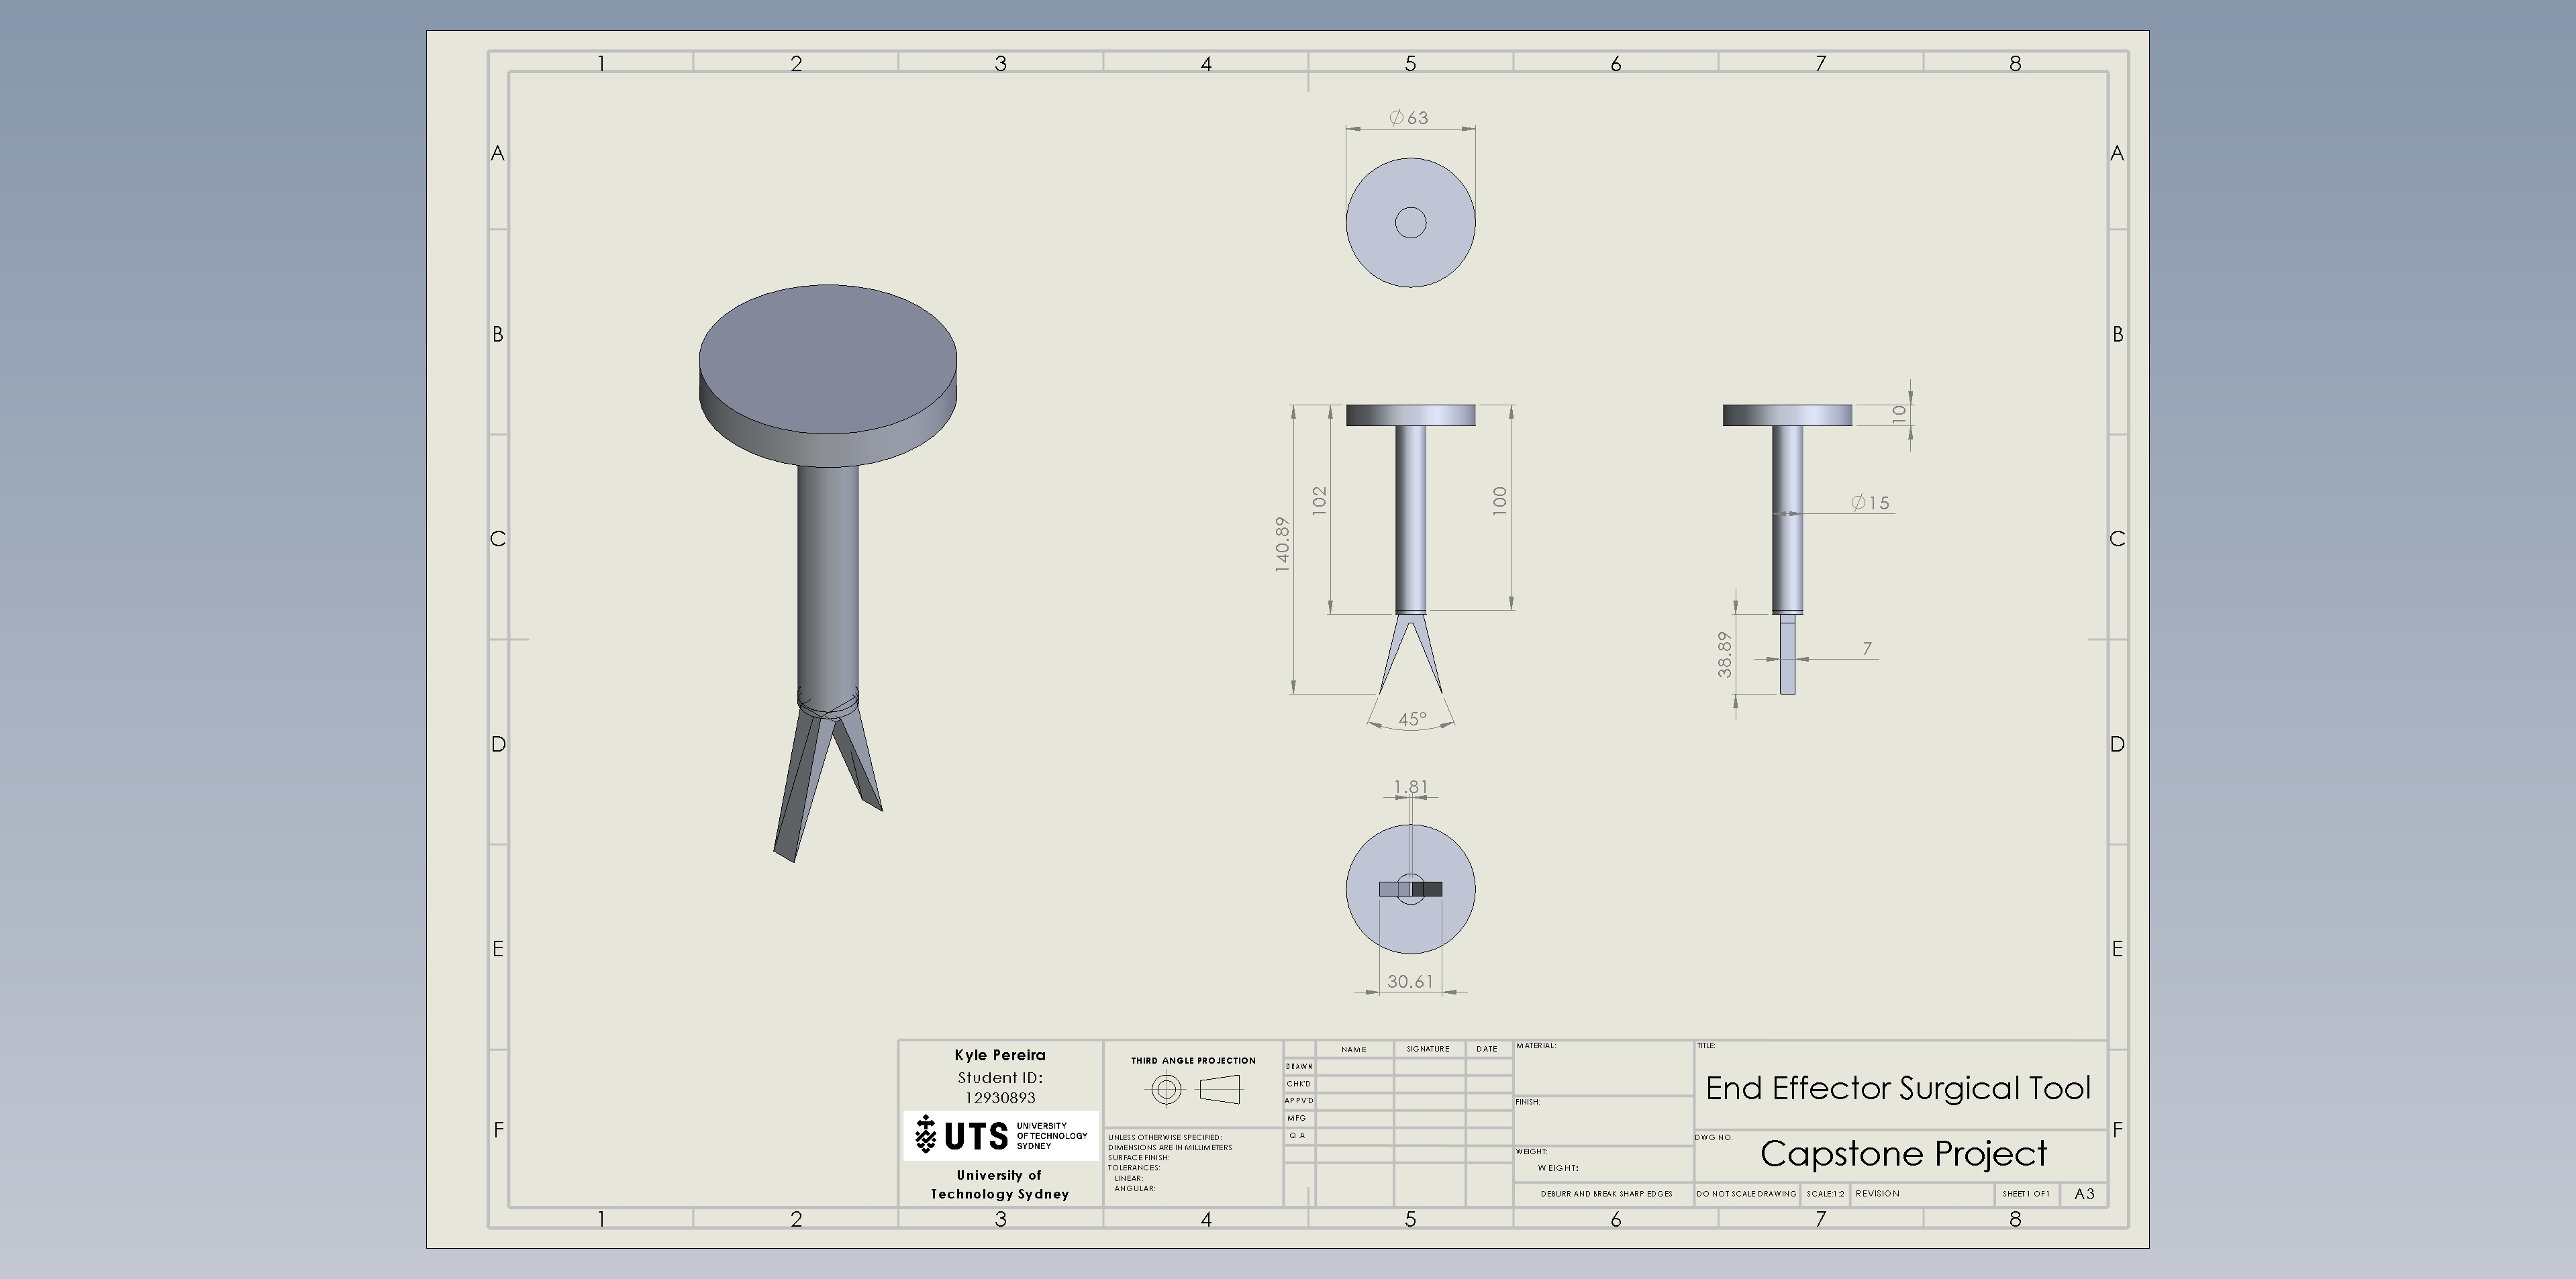 1 2 3 4 5 6 7 8
A A
B B
C C
D D
E E
F F
∅63
140.89
102
100
10
∅15
38.89
7
45°
1.81
30.61
Kyle Pereira
Student ID:
12930893
UTS UNIVERSITY
OF TECHNOLOGY
SYDNEY
University of
Technology Sydney
THIRD ANGLE PROJECTION
UNLESS OTHERWISE SPECIFIED:
DIMENSIONS ARE IN MILLIMETERS
SURFACE FINISH:
TOLERANCES:
LINEAR:
ANGULAR:
NAME SIGNATURE DATE
DRAWN
CHK'D
APPV'D
MFG
Q.A
MATERIAL:
FINISH:
WEIGHT:
WEIGHT:
DEBURR AND BREAK SHARP EDGES
TITLE:
End Effector Surgical Tool
DWG NO.
Capstone Project
DO NOT SCALE DRAWING SCALE:1:2 REVISION SHEET 1 OF 1 A3
1 2 3 4 5 6 7 8